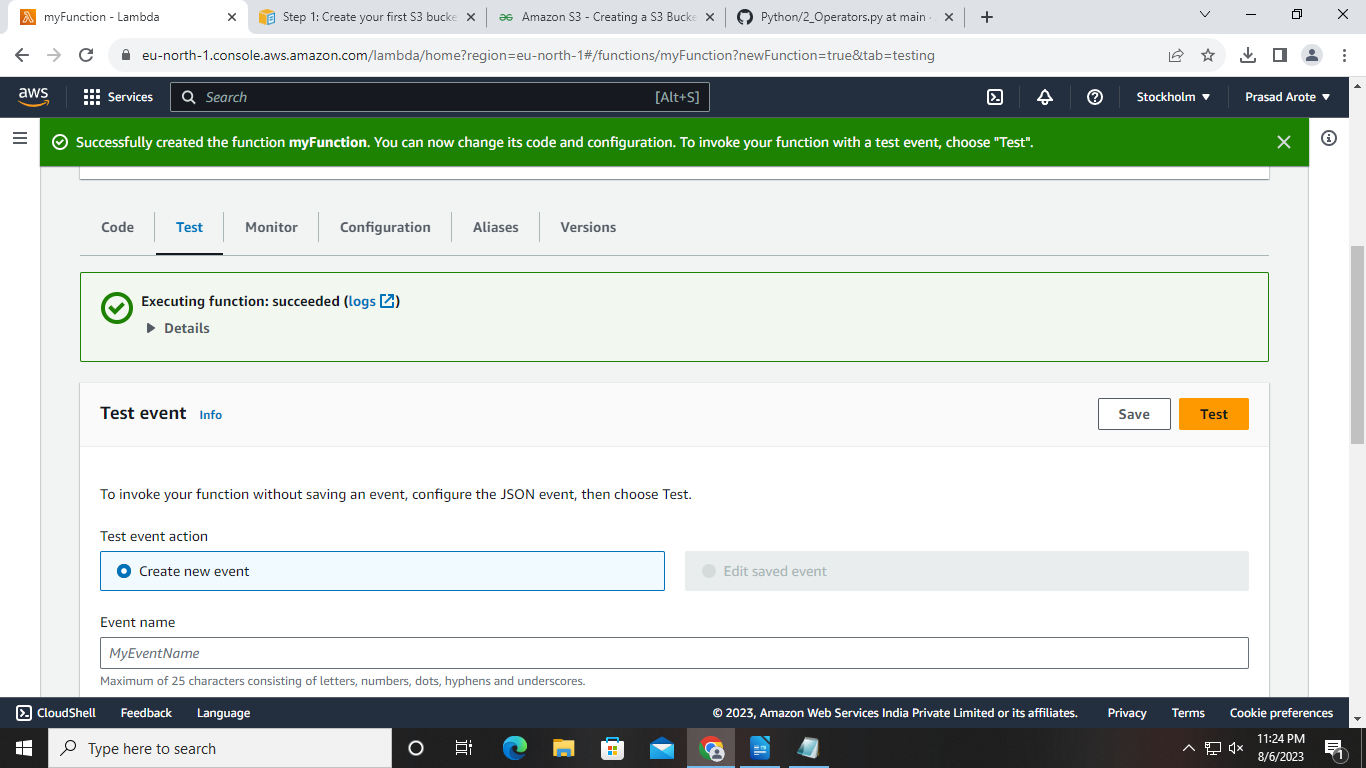 myFunction - Lambda
Step 1: Create your first S3 bucke
Amazon S3 - Creating a S3 Bucke
Python/2_Operators.py at main ·
eu-north-1.console.aws.amazon.com/lambda/home?region=eu-north-1#/functions/myFunction?newFunction=true&tab=testing
aws
Services
Search
[Alt+S]
Stockholm
Prasad Arote
Successfully created the function myFunction. You can now change its code and configuration. To invoke your function with a test event, choose "Test".
Code
Test
Monitor
Configuration
Aliases
Versions
Executing function: succeeded (logs)
Details
Test event
Info
Save
Test
To invoke your function without saving an event, configure the JSON event, then choose Test.
Test event action
Create new event
Edit saved event
Event name
MyEventName
Maximum of 25 characters consisting of letters, numbers, dots, hyphens and underscores.
CloudShell
Feedback
Language
© 2023, Amazon Web Services India Private Limited or its affiliates.
Privacy
Terms
Cookie preferences
Type here to search
11:24 PM
8/6/2023
1